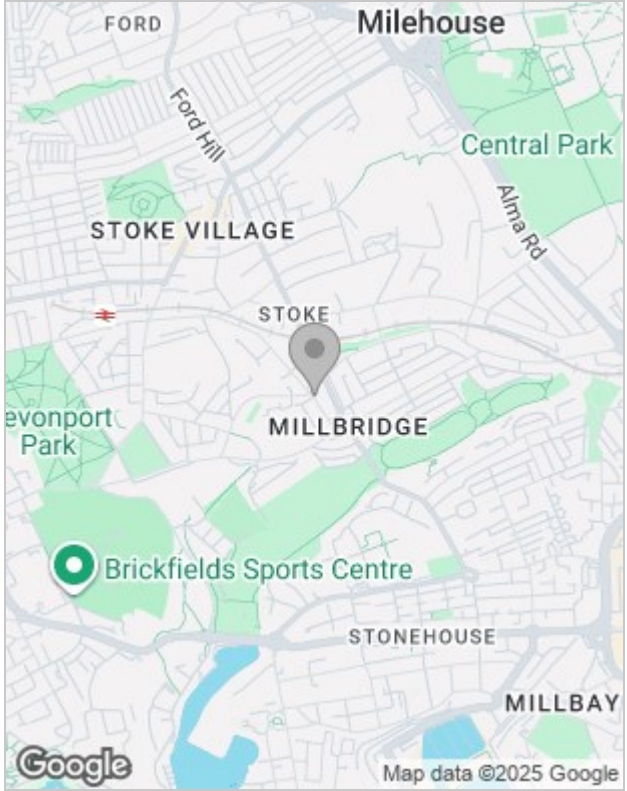 FORD
Milehouse
Ford Hill
Central Park
Alma Rd
STOKE VILLAGE
STOKE
evonport
Park
MILLBRIDGE
Brickfields Sports Centre
STONEHOUSE
MILLBAY
Google
Map data ©2025 Google